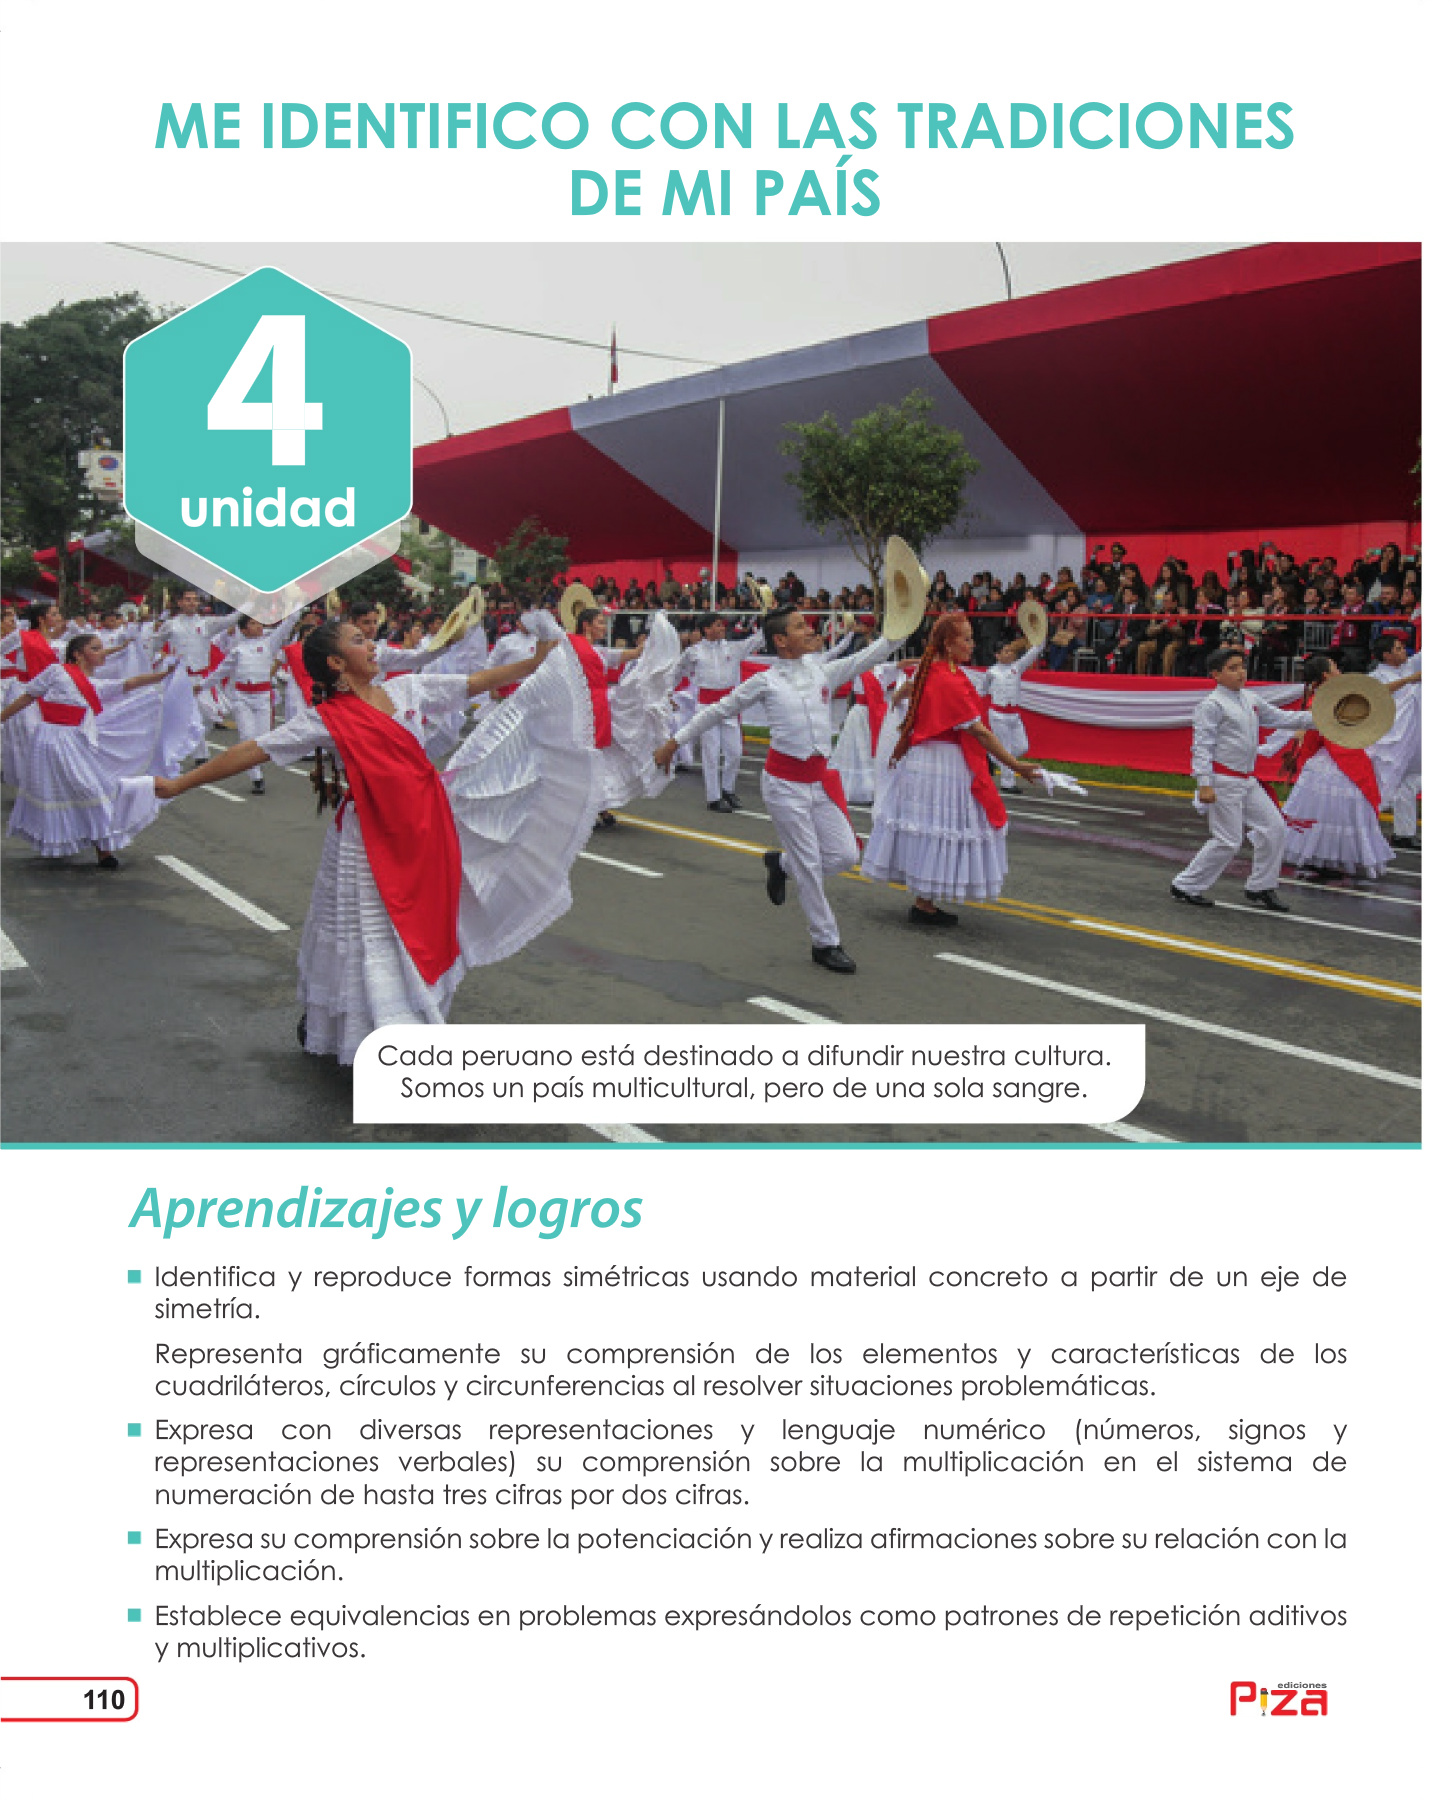 ME IDENTIFICO CON LAS TRADICIONES
DE MI PAÍS
4
unidad
Cada peruano está destinado a difundir nuestra cultura.
Somos un país multicultural, pero de una sola sangre.
Aprendizajes y logros
Identifica y reproduce formas simétricas usando material concreto a partir de un eje de
simetría.
Representa gráficamente su comprensión de los elementos y características de los
cuadriláteros, círculos y circunferencias al resolver situaciones problemáticas.
Expresa con diversas representaciones y lenguaje numérico (números, signos y
representaciones verbales) su comprensión sobre la multiplicación en el sistema de
numeración de hasta tres cifras por dos cifras.
Expresa su comprensión sobre la potenciación y realiza afirmaciones sobre su relación con la
multiplicación.
Establece equivalencias en problemas expresándolos como patrones de repetición aditivos
y multiplicativos.
110
ediciones
Piza